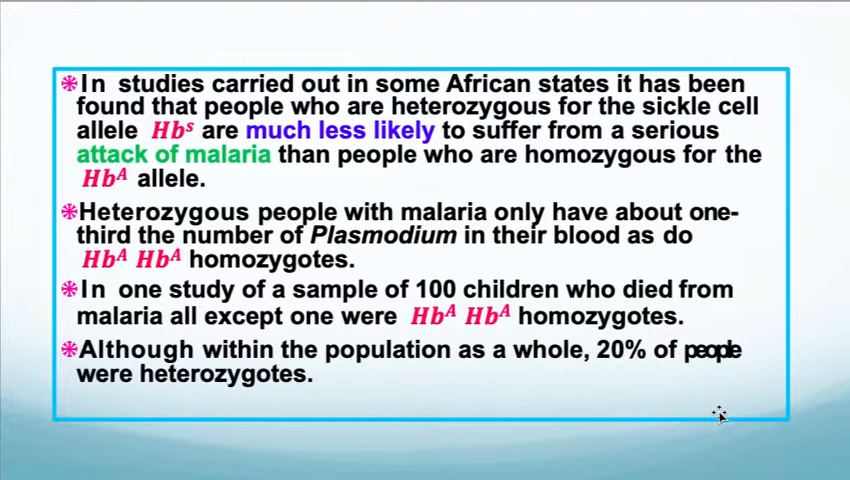 ❋In studies carried out in some African states it has been
found that people who are heterozygous for the sickle cell
allele Hbˢ are much less likely to suffer from a serious
attack of malaria than people who are homozygous for the
Hbᴬ allele.
❋Heterozygous people with malaria only have about one-
third the number of Plasmodium in their blood as do
Hbᴬ Hbᴬ homozygotes.
❋In one study of a sample of 100 children who died from
malaria all except one were Hbᴬ Hbᴬ homozygotes.
❋Although within the population as a whole, 20% of people
were heterozygotes.